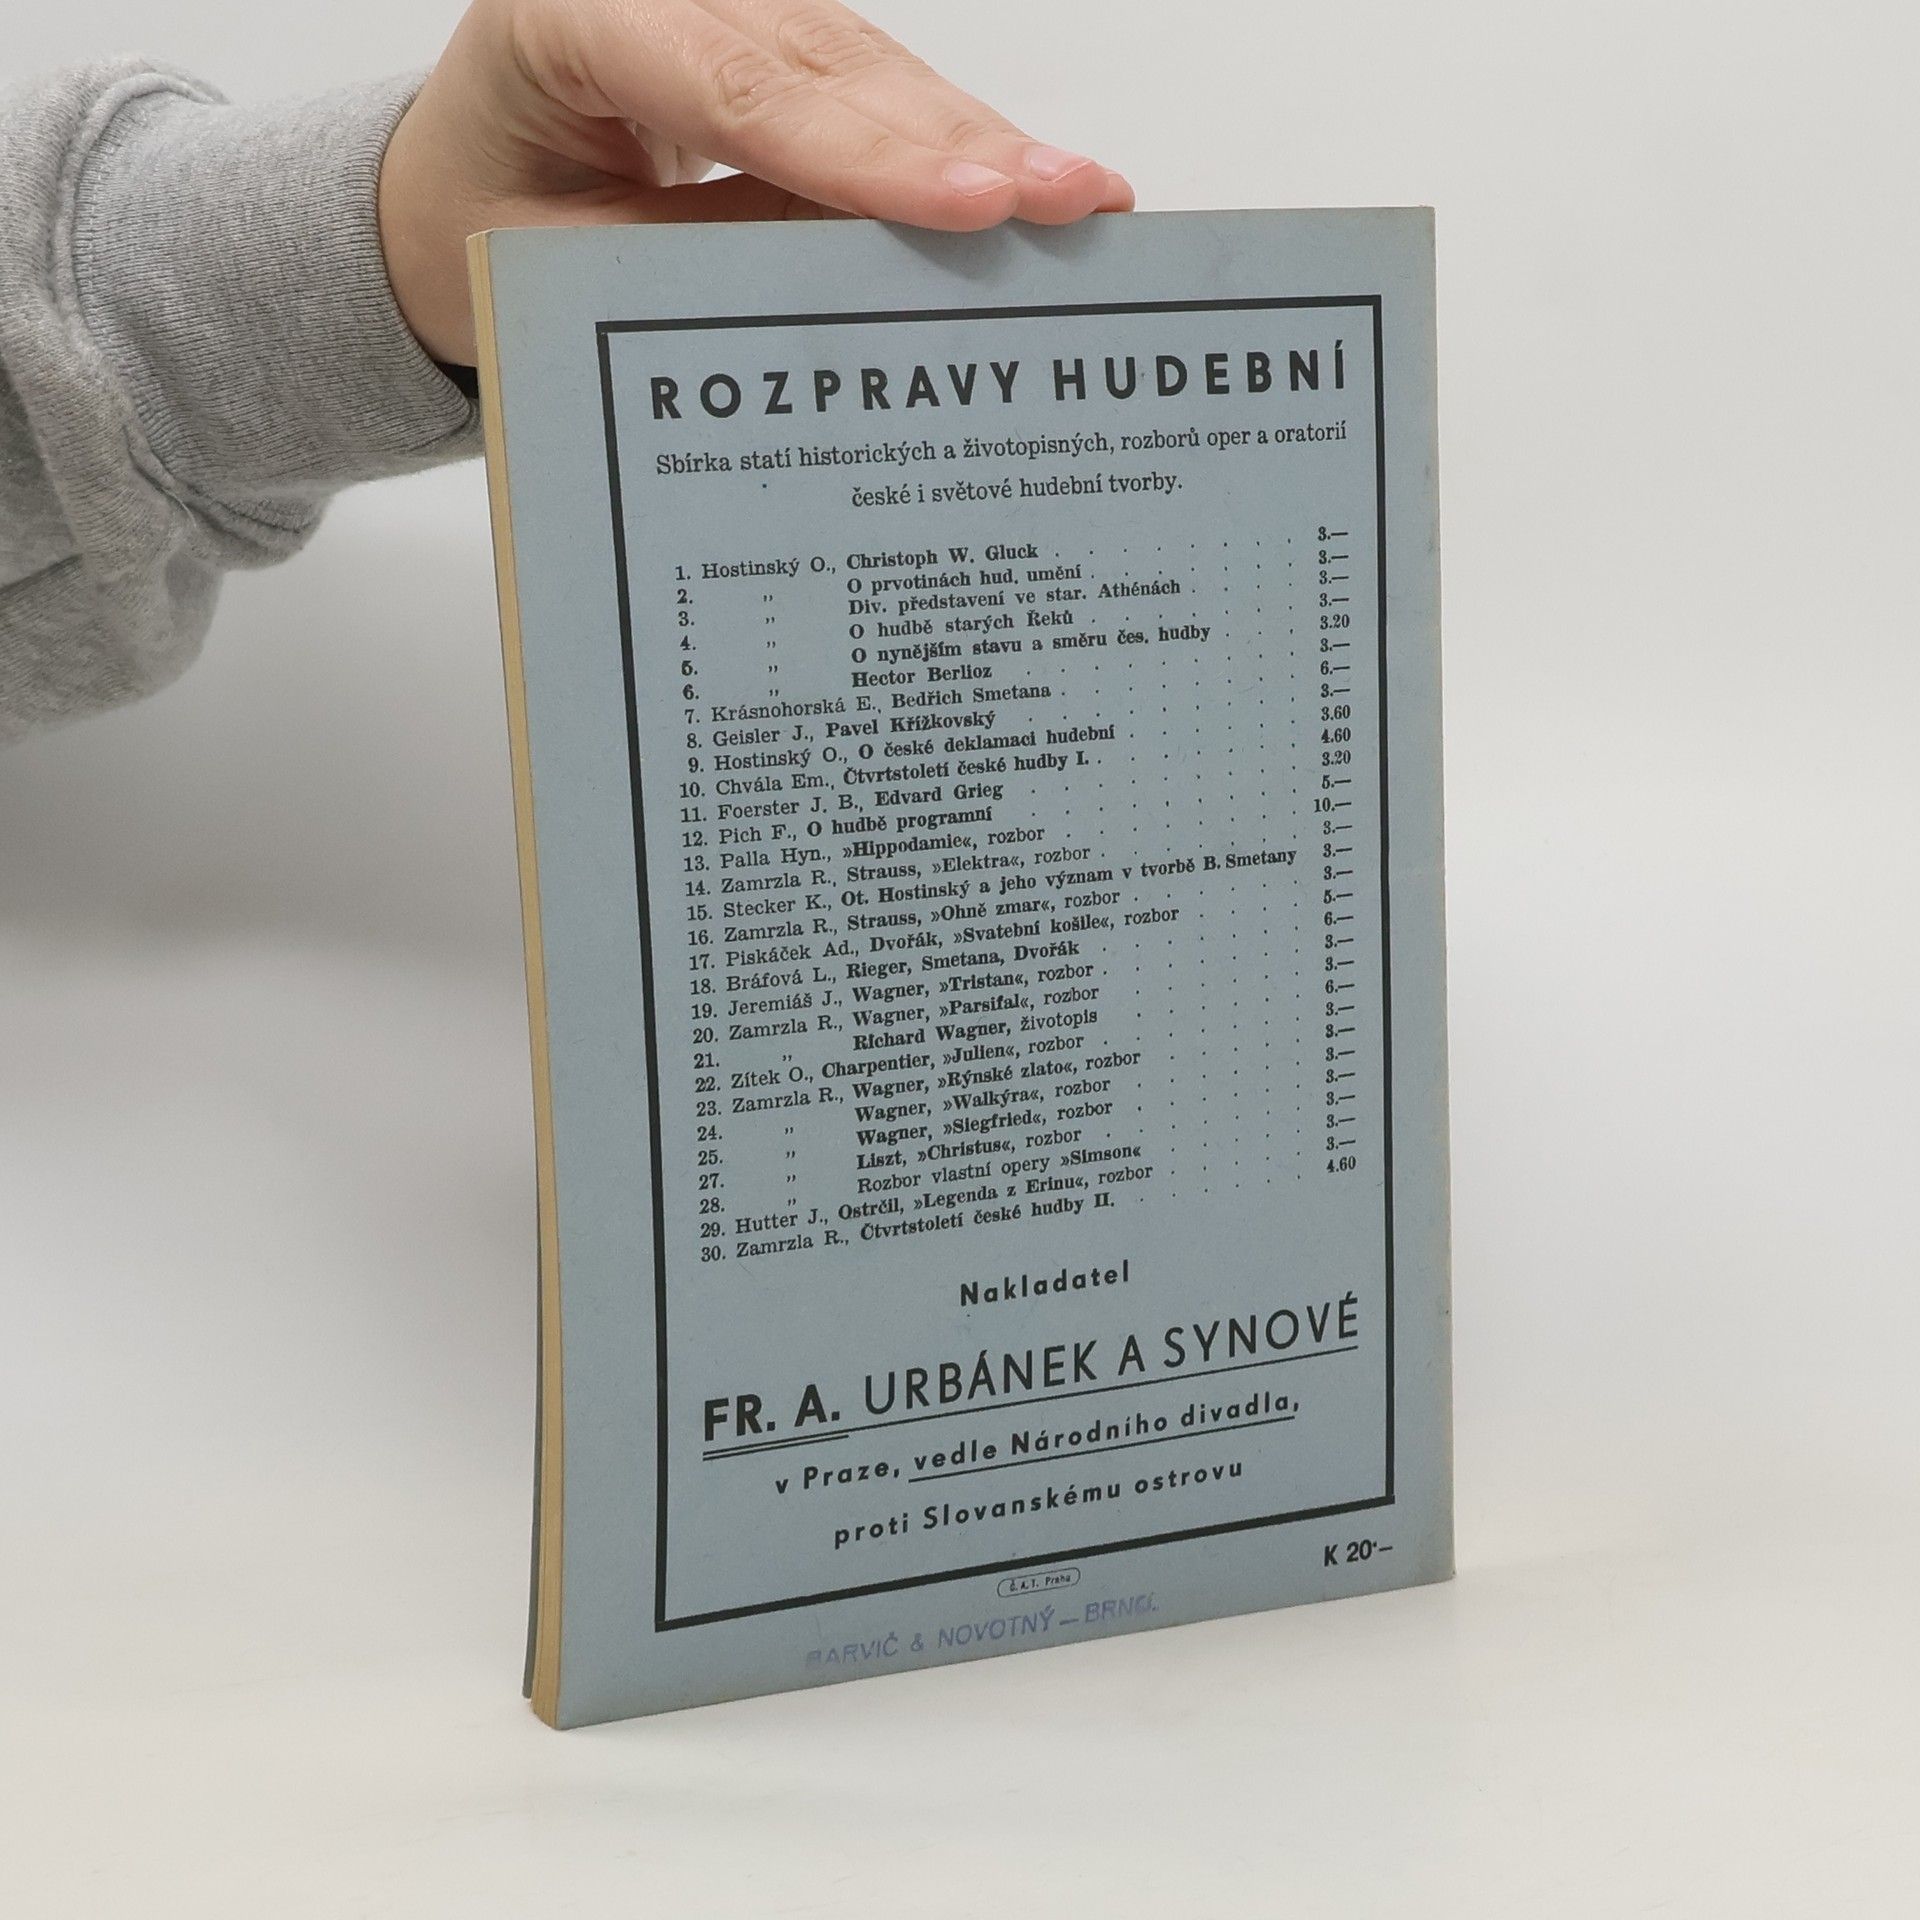 ROZPRAVY HUDEBNÍ
Sbírka statí historických a životopisných, rozborů oper a oratorií
české i světové hudební tvorby.
1. Hostinský O., Christoph W. Gluck . . . . . . . . 3.—
2. „ O prvotinách hud. umění . . . . . . . 3.—
3. „ Div. představení ve star. Athénách . . . . 3.—
4. „ O hudbě starých Řeků . . . . . . . 3.—
5. „ O nynějším stavu a směru čes. hudby . . . 3.20
6. „ Hector Berlioz . . . . . . . . 3.—
7. Krásnohorská E., Bedřich Smetana . . . . . . . 6.—
8. Geisler J., Pavel Křížkovský . . . . . . . . 3.—
9. Hostinský O., O české deklamaci hudební . . . . . . 3.60
10. Chvála Em., Čtvrtstoletí české hudby I. . . . . . . 4.60
11. Foerster J. B., Edvard Grieg . . . . . . . . 3.20
12. Pich F., O hudbě programní . . . . . . . . 5.—
13. Palla Hyn., »Hippodamie«, rozbor . . . . . . . 10.—
14. Zamrzla R., Strauss, »Elektra«, rozbor . . . . . . 3.—
15. Stecker K., Ot. Hostinský a jeho význam v tvorbě B. Smetany 3.—
16. Zamrzla R., Strauss, »Ohně zmar«, rozbor . . . . . 3.—
17. Piskáček Ad., Dvořák, »Svatební košile«, rozbor . . . . 5.—
18. Bráfová L., Rieger, Smetana, Dvořák . . . . . . 6.—
19. Jeremiáš J., Wagner, »Tristan«, rozbor . . . . . . 3.—
20. Zamrzla R., Wagner, »Parsifal«, rozbor . . . . . . 3.—
21. „ Richard Wagner, životopis . . . . . . 6.—
22. Zítek O., Charpentier, »Julien«, rozbor . . . . . . 3.—
23. Zamrzla R., Wagner, »Rýnské zlato«, rozbor . . . . . 3.—
24. „ Wagner, »Walkýra«, rozbor . . . . . . 3.—
25. „ Wagner, »Siegfried«, rozbor . . . . . . 3.—
27. „ Liszt, »Christus«, rozbor . . . . . . 3.—
28. „ Rozbor vlastní opery »Simson« . . . . . 3.—
29. Hutter J., Ostrčil, »Legenda z Erinu«, rozbor . . . . . 3.—
30. Zamrzla R., Čtvrtstoletí české hudby II. . . . . . . 4.60
Nakladatel
FR. A. URBÁNEK A SYNOVÉ
v Praze, vedle Národního divadla,
proti Slovanskému ostrovu
K 20·—
Č. A. T. Praha
BARVIČ & NOVOTNÝ — BRNO.